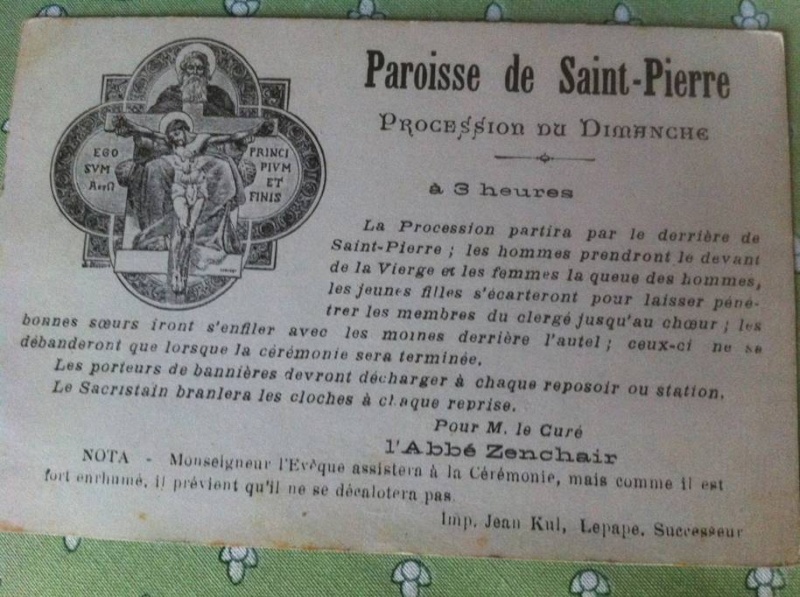 Paroisse de Saint-Pierre
PROCESSION DU DIMANCHE
à 3 heures
EGO
SVM
PRINCI
PIVM
ET
FINIS
La Procession partira par le derrière de
Saint-Pierre ; les hommes prendront le devant
de la Vierge et les femmes la queue des hommes,
les jeunes filles s'écarteront pour laisser péné-
trer les membres du clergé jusqu'au chœur ; les
bonnes sœurs iront s'enfiler avec les moines derrière l'autel ; ceux-ci ne se
débanderont que lorsque la cérémonie sera terminée.
Les porteurs de bannières devront décharger à chaque reposoir ou station.
Le Sacristain branlera les cloches à chaque reprise.
Pour M. le Curé
l'Abbé Zenchair
NOTA - Monseigneur l'Evêque assistera à la Cérémonie, mais comme il est
fort enrhumé, il prévient qu'il ne se décalotera pas.
Imp. Jean Kul, Lepape, Successeur